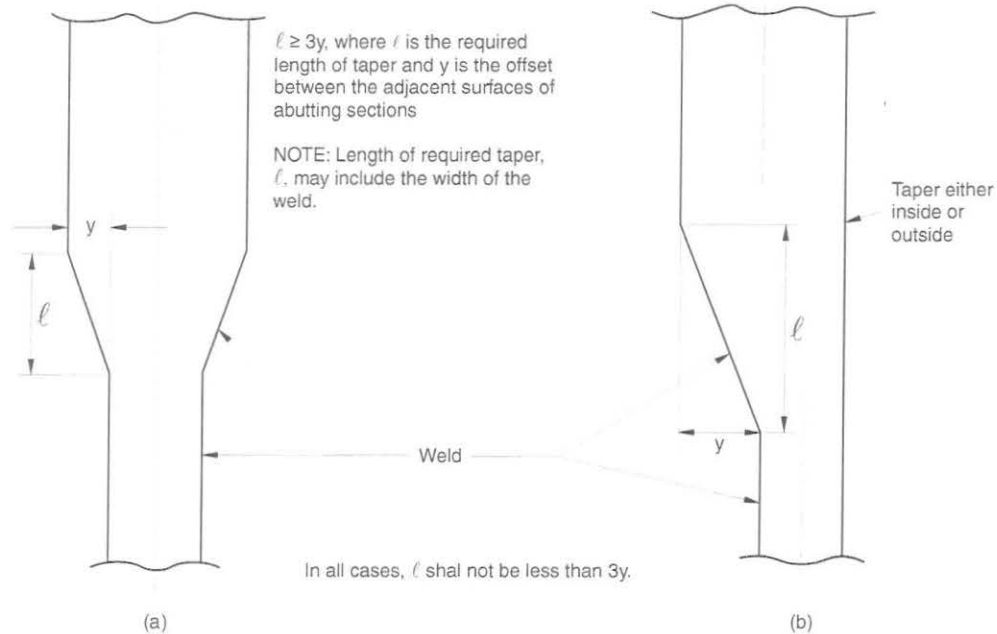 ℓ ≥ 3y, where ℓ is the required
length of taper and y is the offset
between the adjacent surfaces of
abutting sections
NOTE: Length of required taper,
ℓ, may include the width of the
weld.
y
ℓ
Taper either
inside or
outside
ℓ
y
Weld
In all cases, ℓ shal not be less than 3y.
(a)
(b)